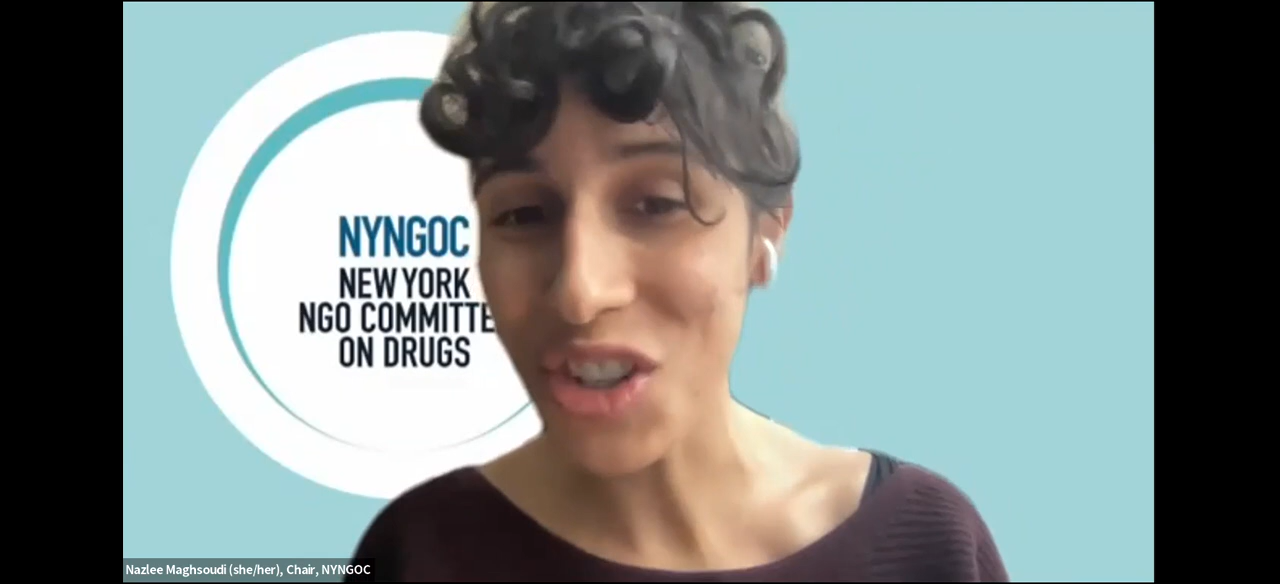 NYNGOC
NEW YORK
NGO COMMITTE
ON DRUGS
Nazlee Maghsoudi (she/her), Chair, NYNGOC